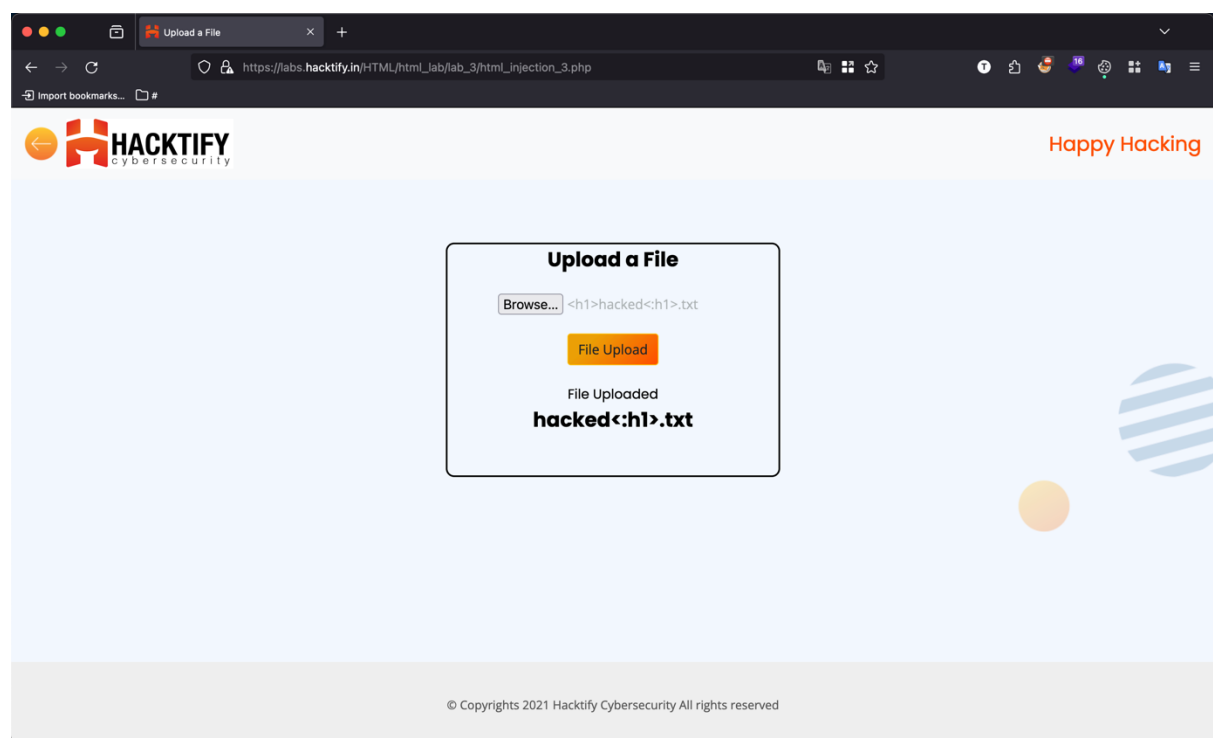 Upload a File
https://labs.hacktify.in/HTML/html_lab/lab_3/html_injection_3.php
16
Import bookmarks... #
HACKTIFY
cybersecurity
Happy Hacking
Upload a File
Browse... <h1>hacked<:h1>.txt
File Upload
File Uploaded
hacked<:h1>.txt
© Copyrights 2021 Hacktify Cybersecurity All rights reserved